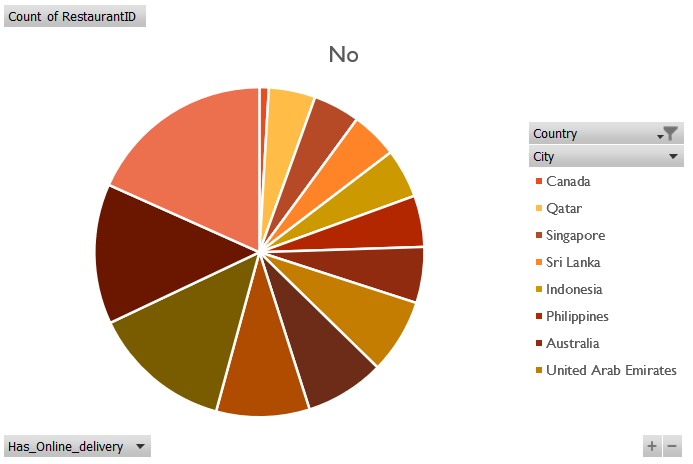 Count of RestaurantID
No
Country
City
Canada
Qatar
Singapore
Sri Lanka
Indonesia
Philippines
Australia
United Arab Emirates
Has_Online_delivery
+ −